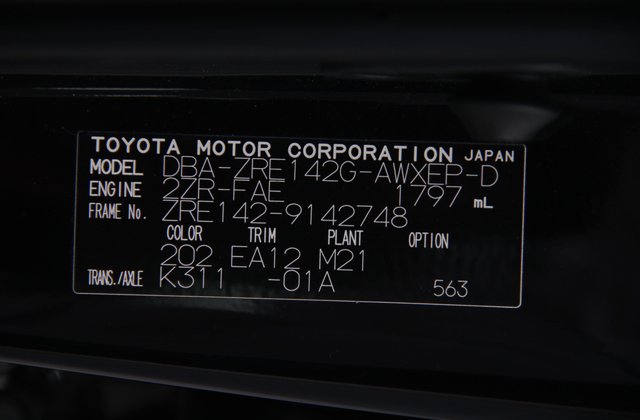 TOYOTA MOTOR CORPORATION JAPAN
MODEL DBA-ZRE142G-AWXEP-D
ENGINE 2ZR-FAE 1797 mL
FRAME No. ZRE142-9142748
COLOR TRIM PLANT OPTION
202 EA12 M21
TRANS./AXLE K311 -01A 563